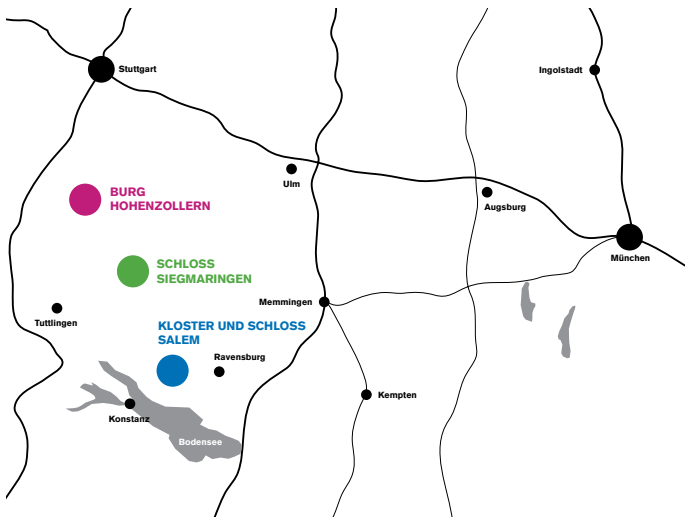 Stuttgart
Ingolstadt
Ulm
BURG
HOHENZOLLERN
Augsburg
München
SCHLOSS
SIEGMARINGEN
Memmingen
Tuttlingen
KLOSTER UND SCHLOSS
SALEM
Ravensburg
Kempten
Konstanz
Bodensee